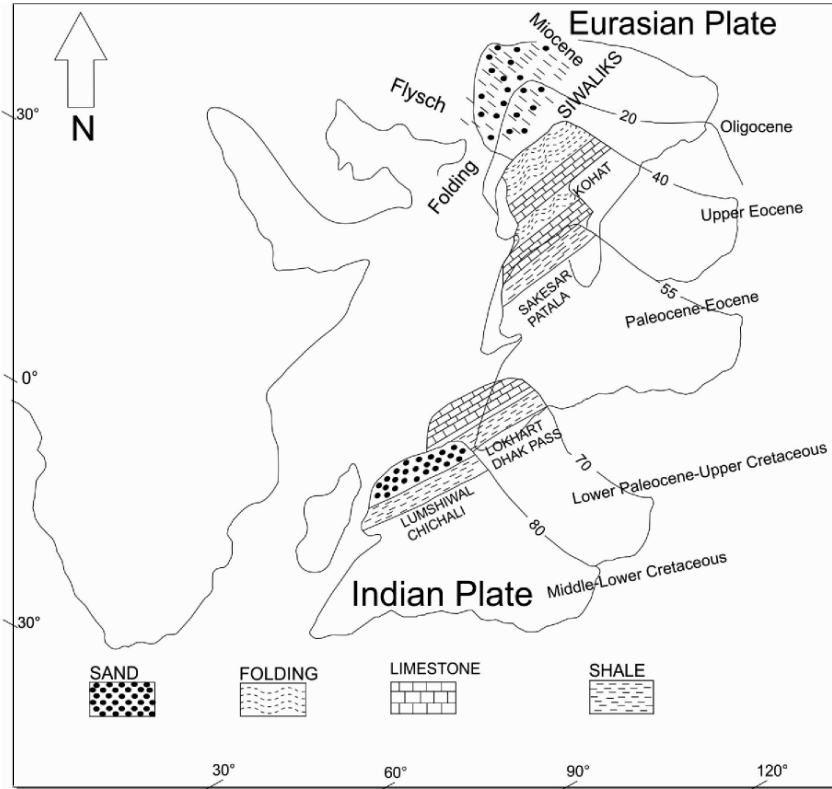 Eurasian Plate
Miocene
SIWALIKS
Flysch
30°
N
20
Oligocene
Folding
KOHAT
40
Upper Eocene
SAKESAR
PATALA
55
Paleocene-Eocene
0°
LOKHART
DHAK PASS
70
Lower Paleocene-Upper Cretaceous
LUMSHIWAL
CHICHALI
80
Middle-Lower Cretaceous
Indian Plate
30°
SAND
FOLDING
LIMESTONE
SHALE
30°
60°
90°
120°